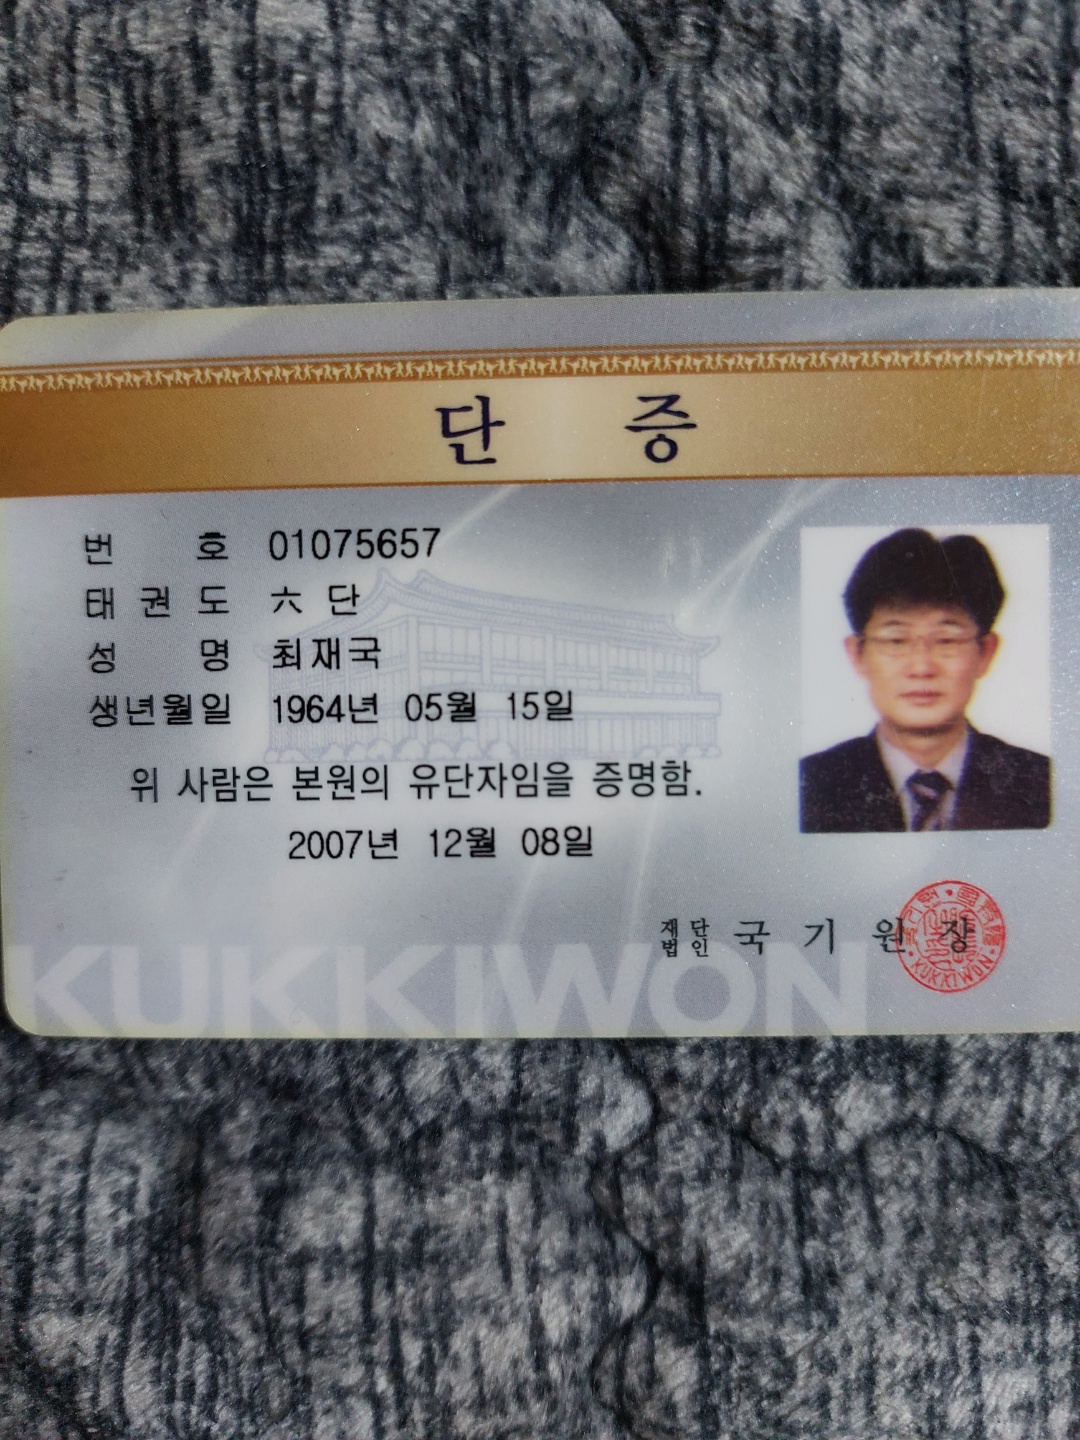 단 증
번 호 01075657
태 권 도 六 단
성 명 최재국
생년월일 1964년 05월 15일
위 사람은 본원의 유단자임을 증명함.
2007년 12월 08일
재단법인 국 기 원 장
KUKKIWON
KUKKIWON